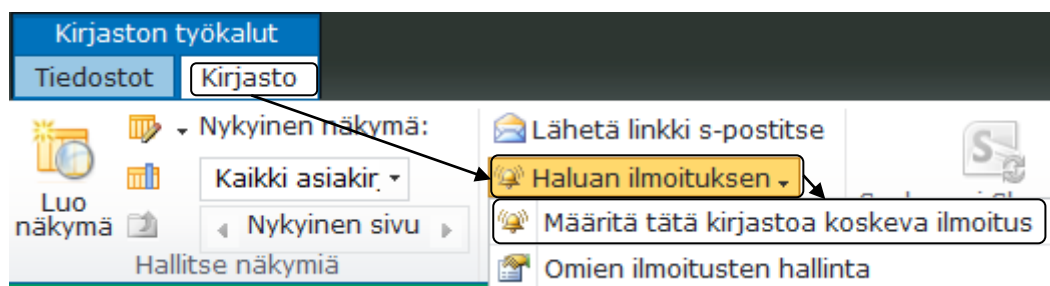 Kirjaston työkalut
Tiedostot Kirjasto
Nykyinen näkymä:
Kaikki asiakirj
Luo
näkymä
Nykyinen sivu
Hallitse näkymiä
Lähetä linkki s-postitse
Haluan ilmoituksen
Määritä tätä kirjastoa koskeva ilmoitus
Omien ilmoitusten hallinta